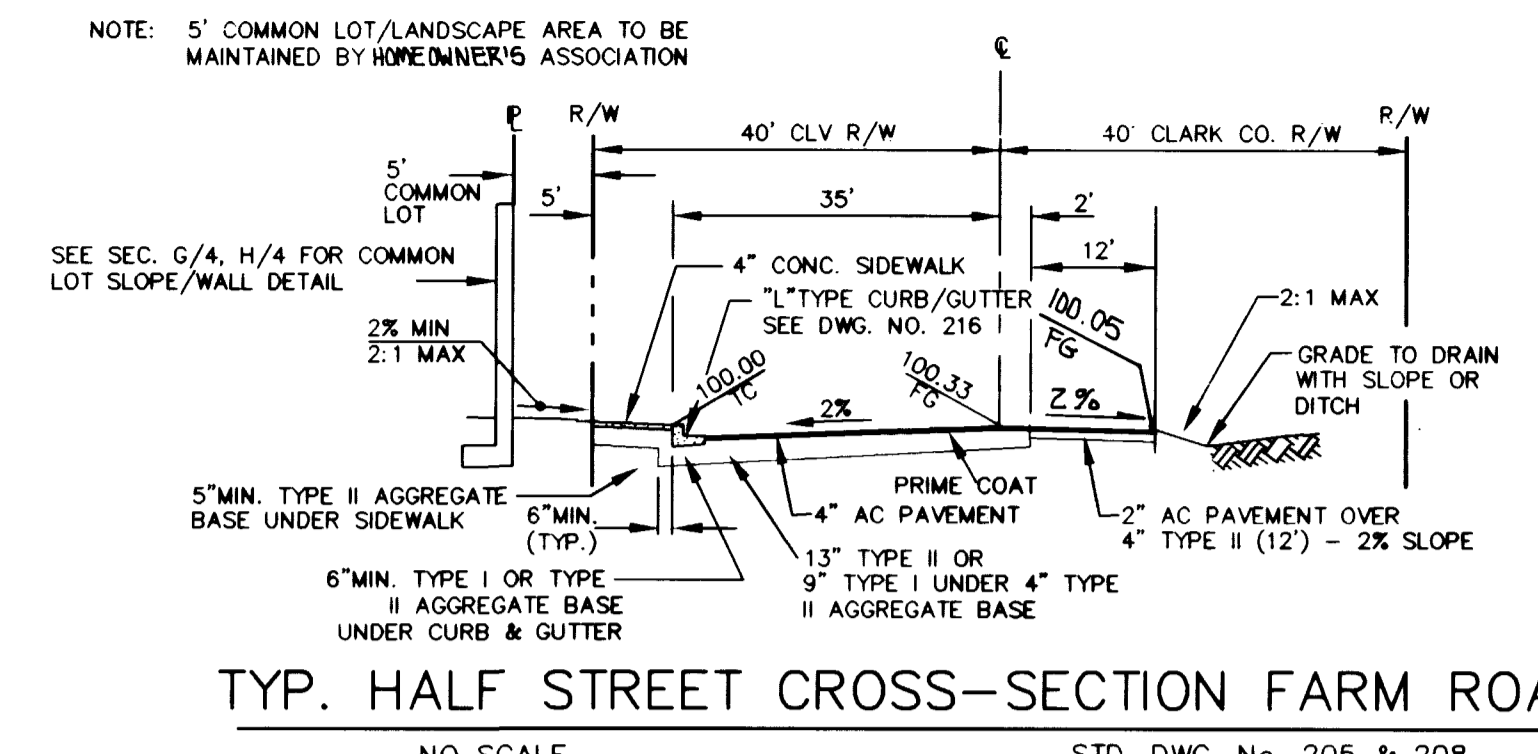 NOTE: 5' COMMON LOT/LANDSCAPE AREA TO BE
MAINTAINED BY HOMEOWNER'S ASSOCIATION
℄
P R/W
R/W
40' CLV R/W
40' CLARK CO. R/W
5'
COMMON
LOT
5'
35'
2'
12'
SEE SEC. G/4, H/4 FOR COMMON
LOT SLOPE/WALL DETAIL
4" CONC. SIDEWALK
"L"TYPE CURB/GUTTER
SEE DWG. NO. 216
100.05
FG
2:1 MAX
2% MIN
2:1 MAX
GRADE TO DRAIN
WITH SLOPE OR
DITCH
100.00
TC
100.33
FG
2%
2%
5"MIN. TYPE II AGGREGATE
BASE UNDER SIDEWALK
6"MIN.
(TYP.)
PRIME COAT
4" AC PAVEMENT
2" AC PAVEMENT OVER
4" TYPE II (12') - 2% SLOPE
6"MIN. TYPE I OR TYPE
II AGGREGATE BASE
UNDER CURB & GUTTER
13" TYPE II OR
9" TYPE I UNDER 4" TYPE
II AGGREGATE BASE
TYP. HALF STREET CROSS-SECTION FARM ROA
NO SCALE
STD. DWG. No. 205 & 208